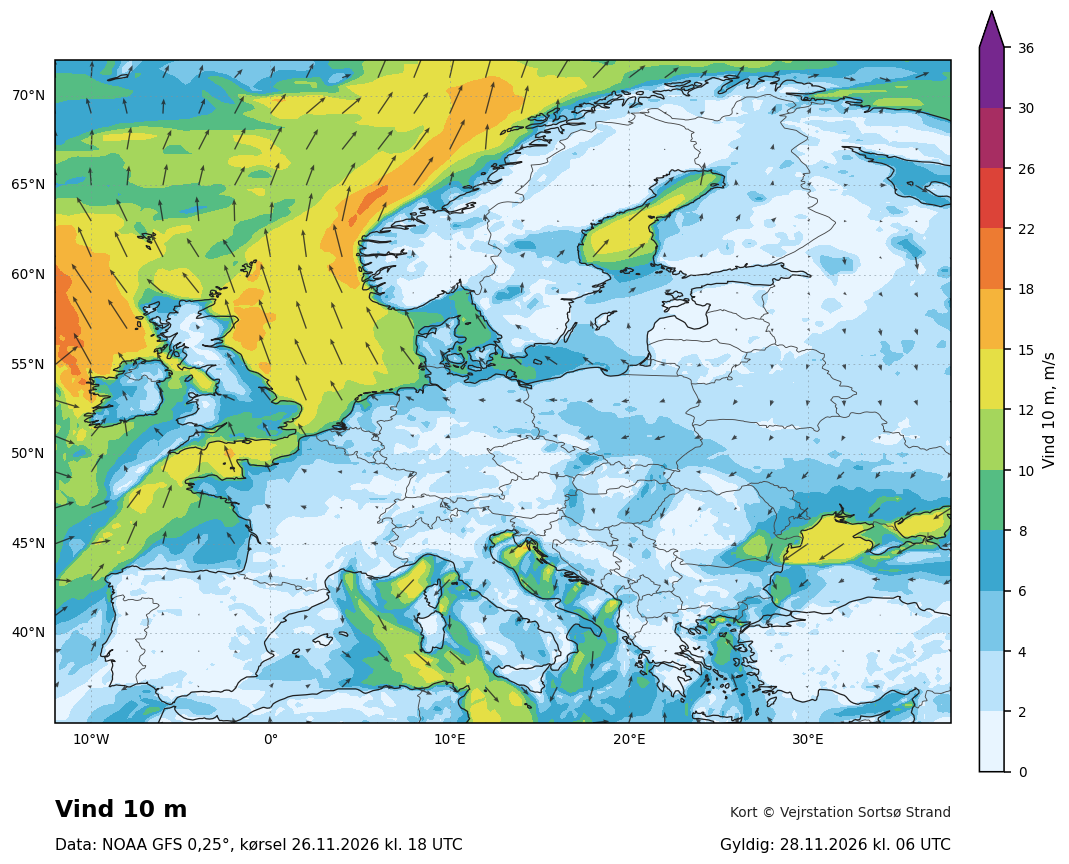 36
30
26
22
18
15
12
10
8
6
4
2
0
Vind 10 m, m/s
70°N
65°N
60°N
55°N
50°N
45°N
40°N
10°W
0°
10°E
20°E
30°E
Vind 10 m
Kort © Vejrstation Sortsø Strand
Data: NOAA GFS 0,25°, kørsel 26.11.2026 kl. 18 UTC
Gyldig: 28.11.2026 kl. 06 UTC